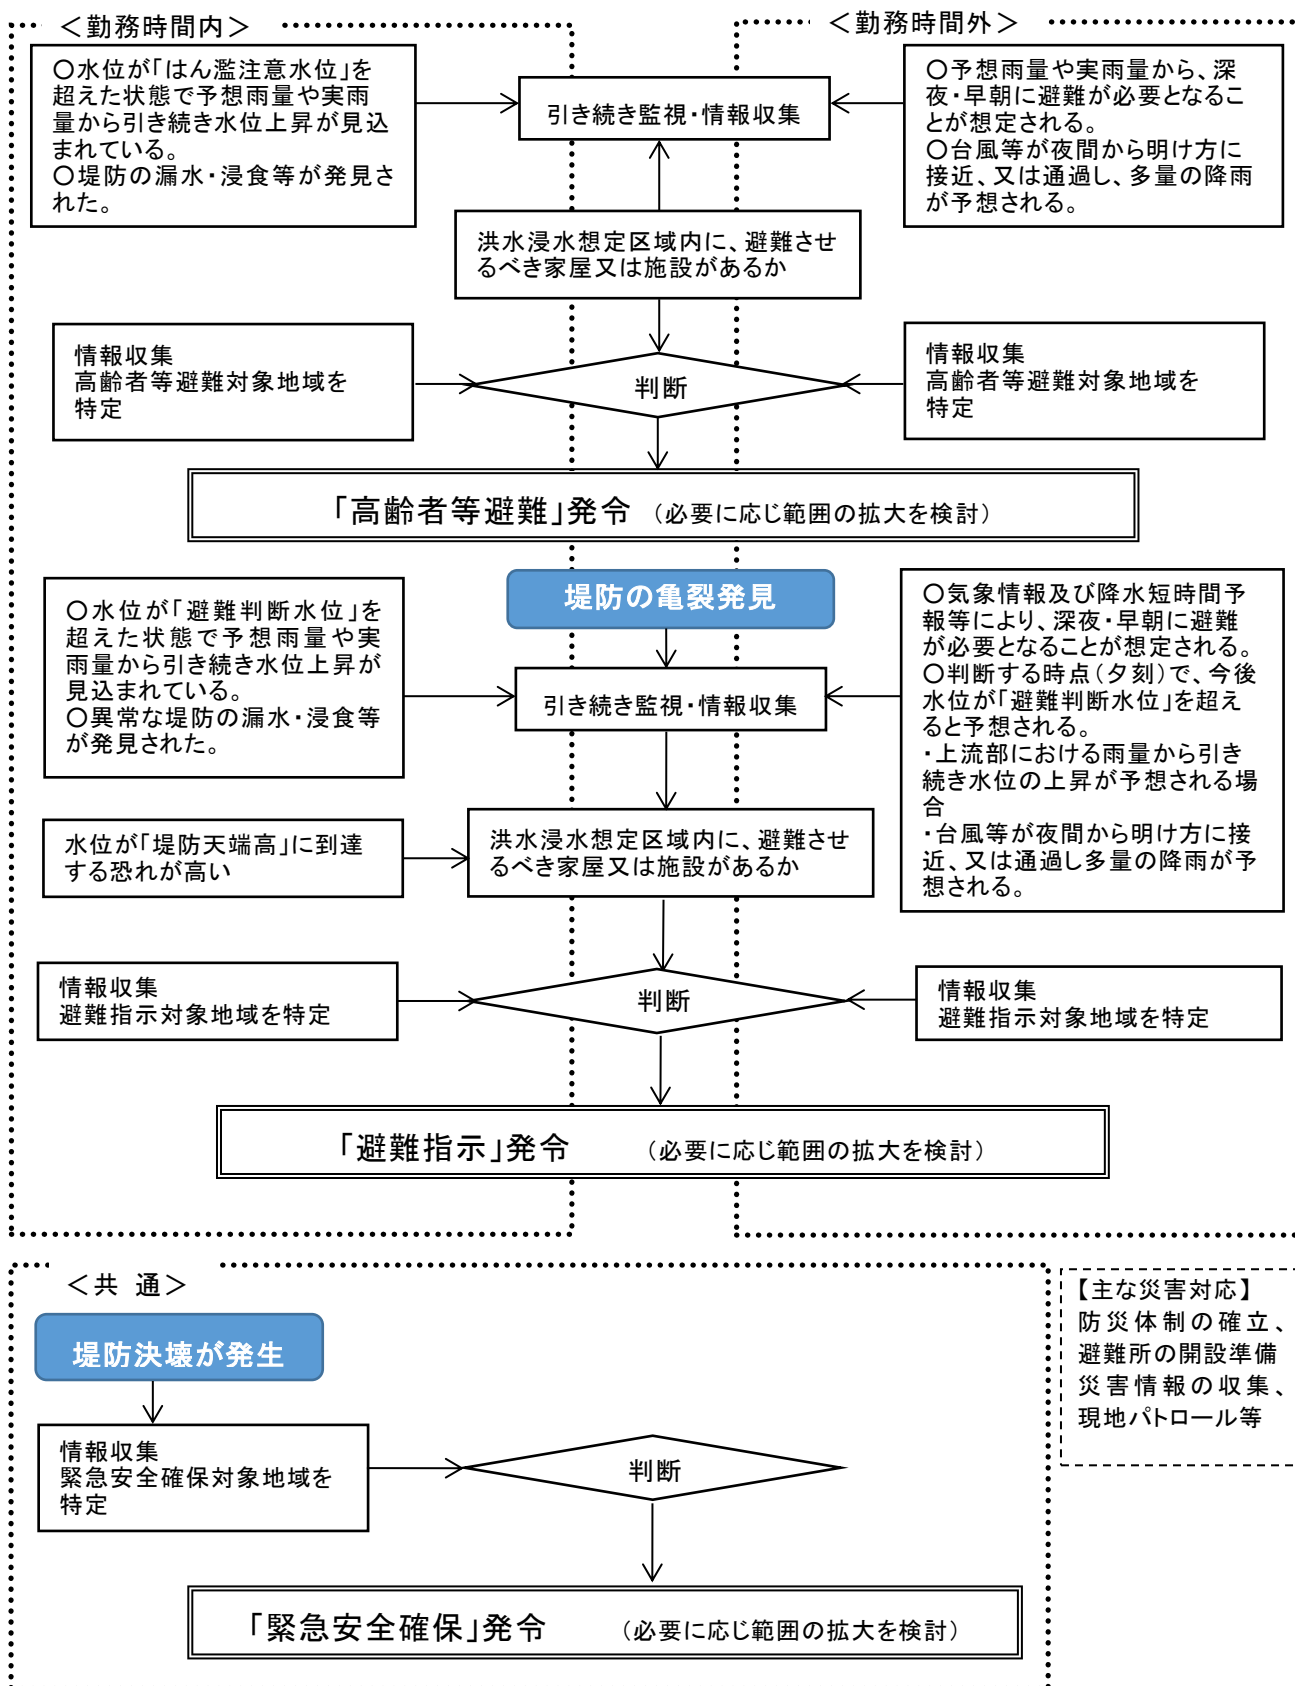 ＜勤務時間内＞
＜勤務時間外＞
○水位が「はん濫注意水位」を
超えた状態で予想雨量や実雨
量から引き続き水位上昇が見込
まれている。
○堤防の漏水・浸食等が発見さ
れた。
引き続き監視・情報収集
○予想雨量や実雨量から、深
夜・早朝に避難が必要となるこ
とが想定される。
○台風等が夜間から明け方に
接近、又は通過し、多量の降雨
が予想される。
洪水浸水想定区域内に、避難させ
るべき家屋又は施設があるか
情報収集
高齢者等避難対象地域を
特定
判断
情報収集
高齢者等避難対象地域を
特定
「高齢者等避難」発令 （必要に応じ範囲の拡大を検討）
堤防の亀裂発見
○水位が「避難判断水位」を
超えた状態で予想雨量や実
雨量から引き続き水位上昇が
見込まれている。
○異常な堤防の漏水・浸食等
が発見された。
引き続き監視・情報収集
○気象情報及び降水短時間予
報等により、深夜・早朝に避難
が必要となることが想定される。
○判断する時点（夕刻）で、今後
水位が「避難判断水位」を超え
ると予想される。
・上流部における雨量から引き
続き水位の上昇が予想される場
合
・台風等が夜間から明け方に接
近、又は通過し多量の降雨が予
想される。
水位が「堤防天端高」に到達
する恐れが高い
洪水浸水想定区域内に、避難させ
るべき家屋又は施設があるか
情報収集
避難指示対象地域を特定
判断
情報収集
避難指示対象地域を特定
「避難指示」発令 （必要に応じ範囲の拡大を検討）
＜共 通＞
堤防決壊が発生
情報収集
緊急安全確保対象地域を
特定
判断
「緊急安全確保」発令 （必要に応じ範囲の拡大を検討）
【主な災害対応】
防災体制の確立、
避難所の開設準備
災害情報の収集、
現地パトロール等